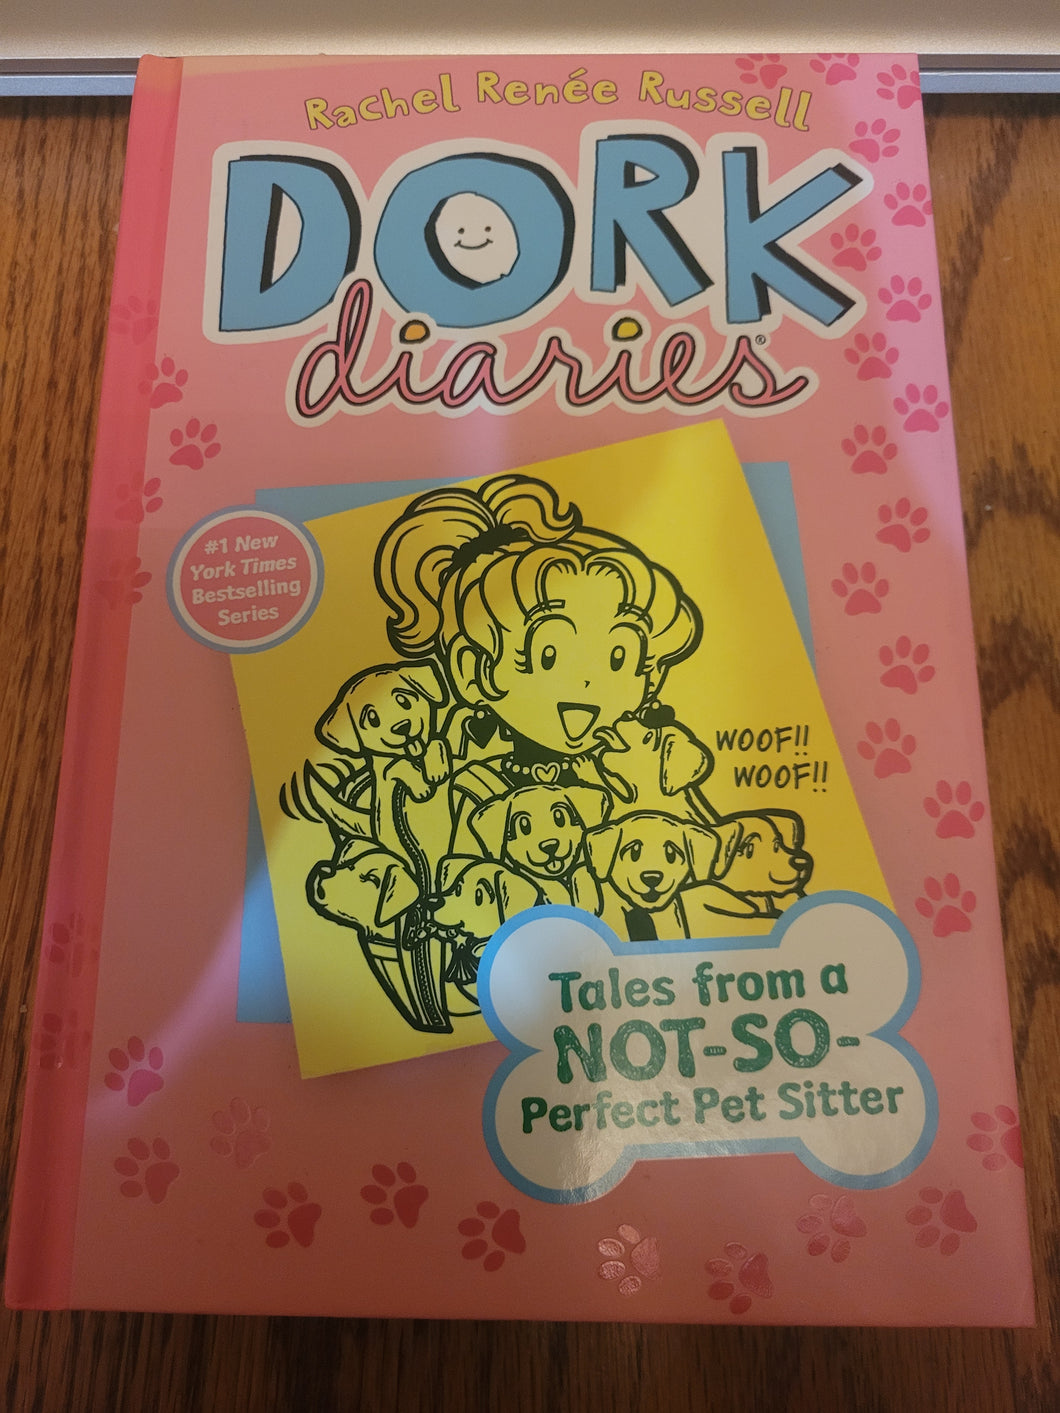 Rachel Renée Russell
DORK
diaries®
#1 New
York Times
Bestselling
Series
WOOF!!
WOOF!!
Tales from a
NOT-SO-
Perfect Pet Sitter